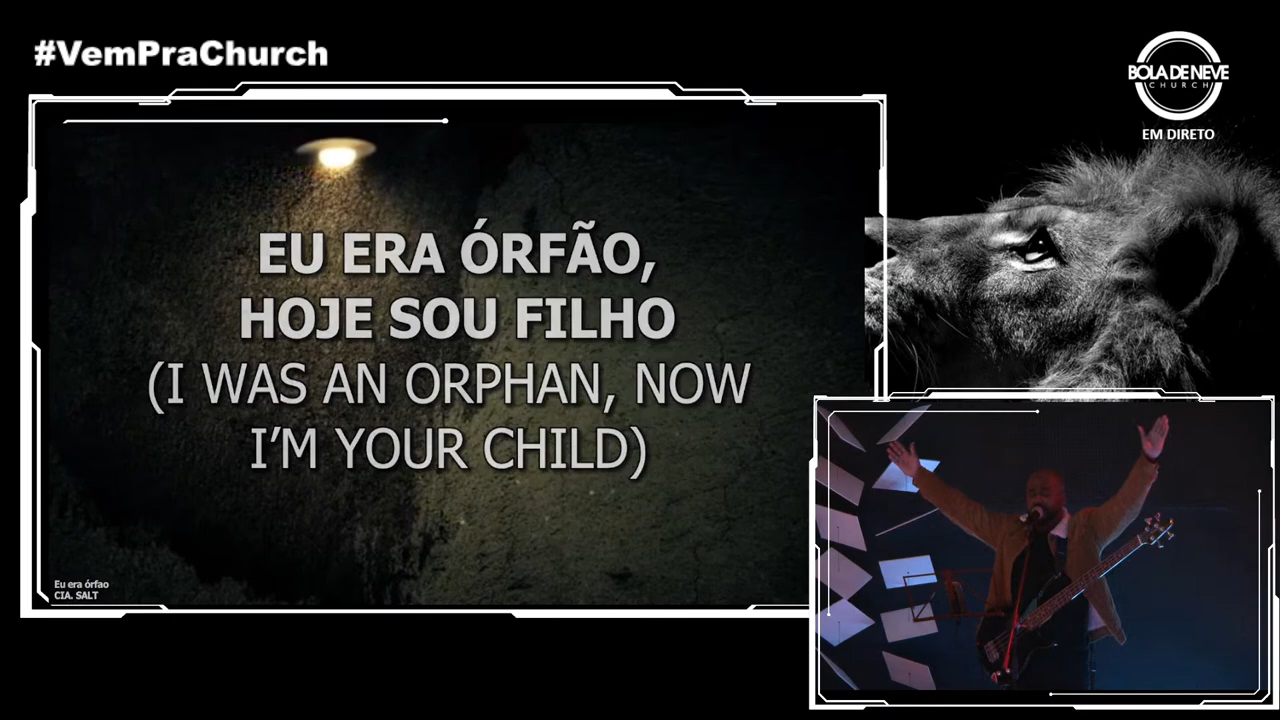 #VemPraChurch
BOLA DE NEVE
CHURCH
EM DIRETO
EU ERA ÓRFÃO,
HOJE SOU FILHO
(I WAS AN ORPHAN, NOW
I'M YOUR CHILD)
Eu era órfao
CIA. SALT